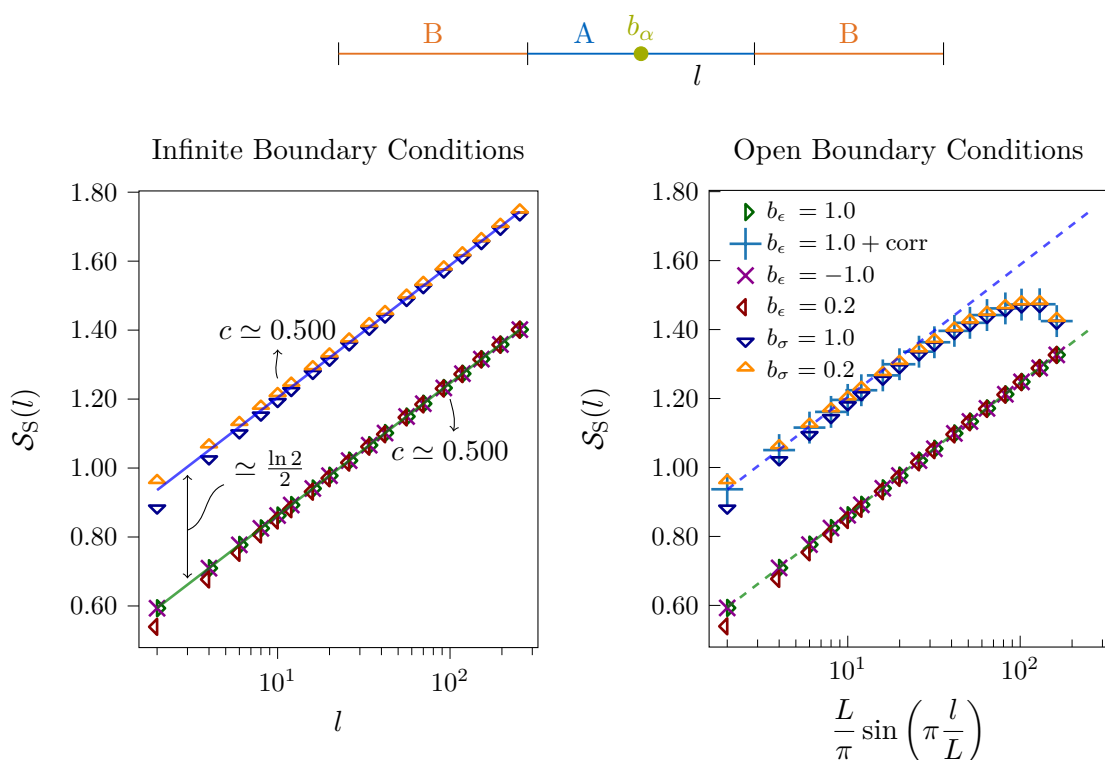 B A b_α B
l
Infinite Boundary Conditions
1.80
1.60
1.40
1.20
1.00
0.80
0.60
𝒮_S(l)
c ≃ 0.500
≃ ln 2 / 2
c ≃ 0.500
10^1 10^2
l
Open Boundary Conditions
1.80
1.60
1.40
1.20
1.00
0.80
0.60
𝒮_S(l)
b_ϵ = 1.0
b_ϵ = 1.0 + corr
b_ϵ = −1.0
b_ϵ = 0.2
b_σ = 1.0
b_σ = 0.2
10^1 10^2
L/π sin (π l/L)